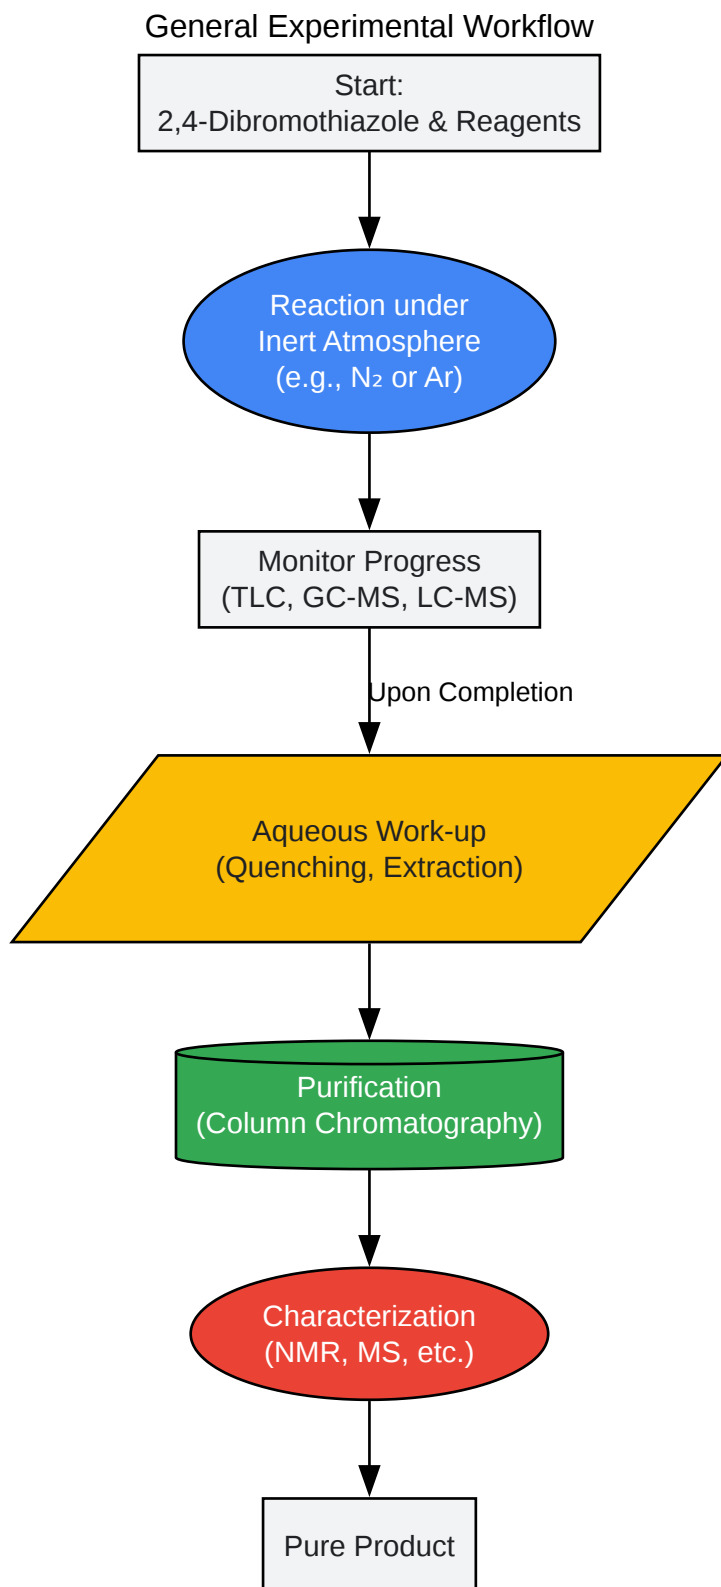 General Experimental Workflow
Start:
2,4-Dibromothiazole & Reagents
Reaction under
Inert Atmosphere
(e.g., N₂ or Ar)
Monitor Progress
(TLC, GC-MS, LC-MS)
Upon Completion
Aqueous Work-up
(Quenching, Extraction)
Purification
(Column Chromatography)
Characterization
(NMR, MS, etc.)
Pure Product